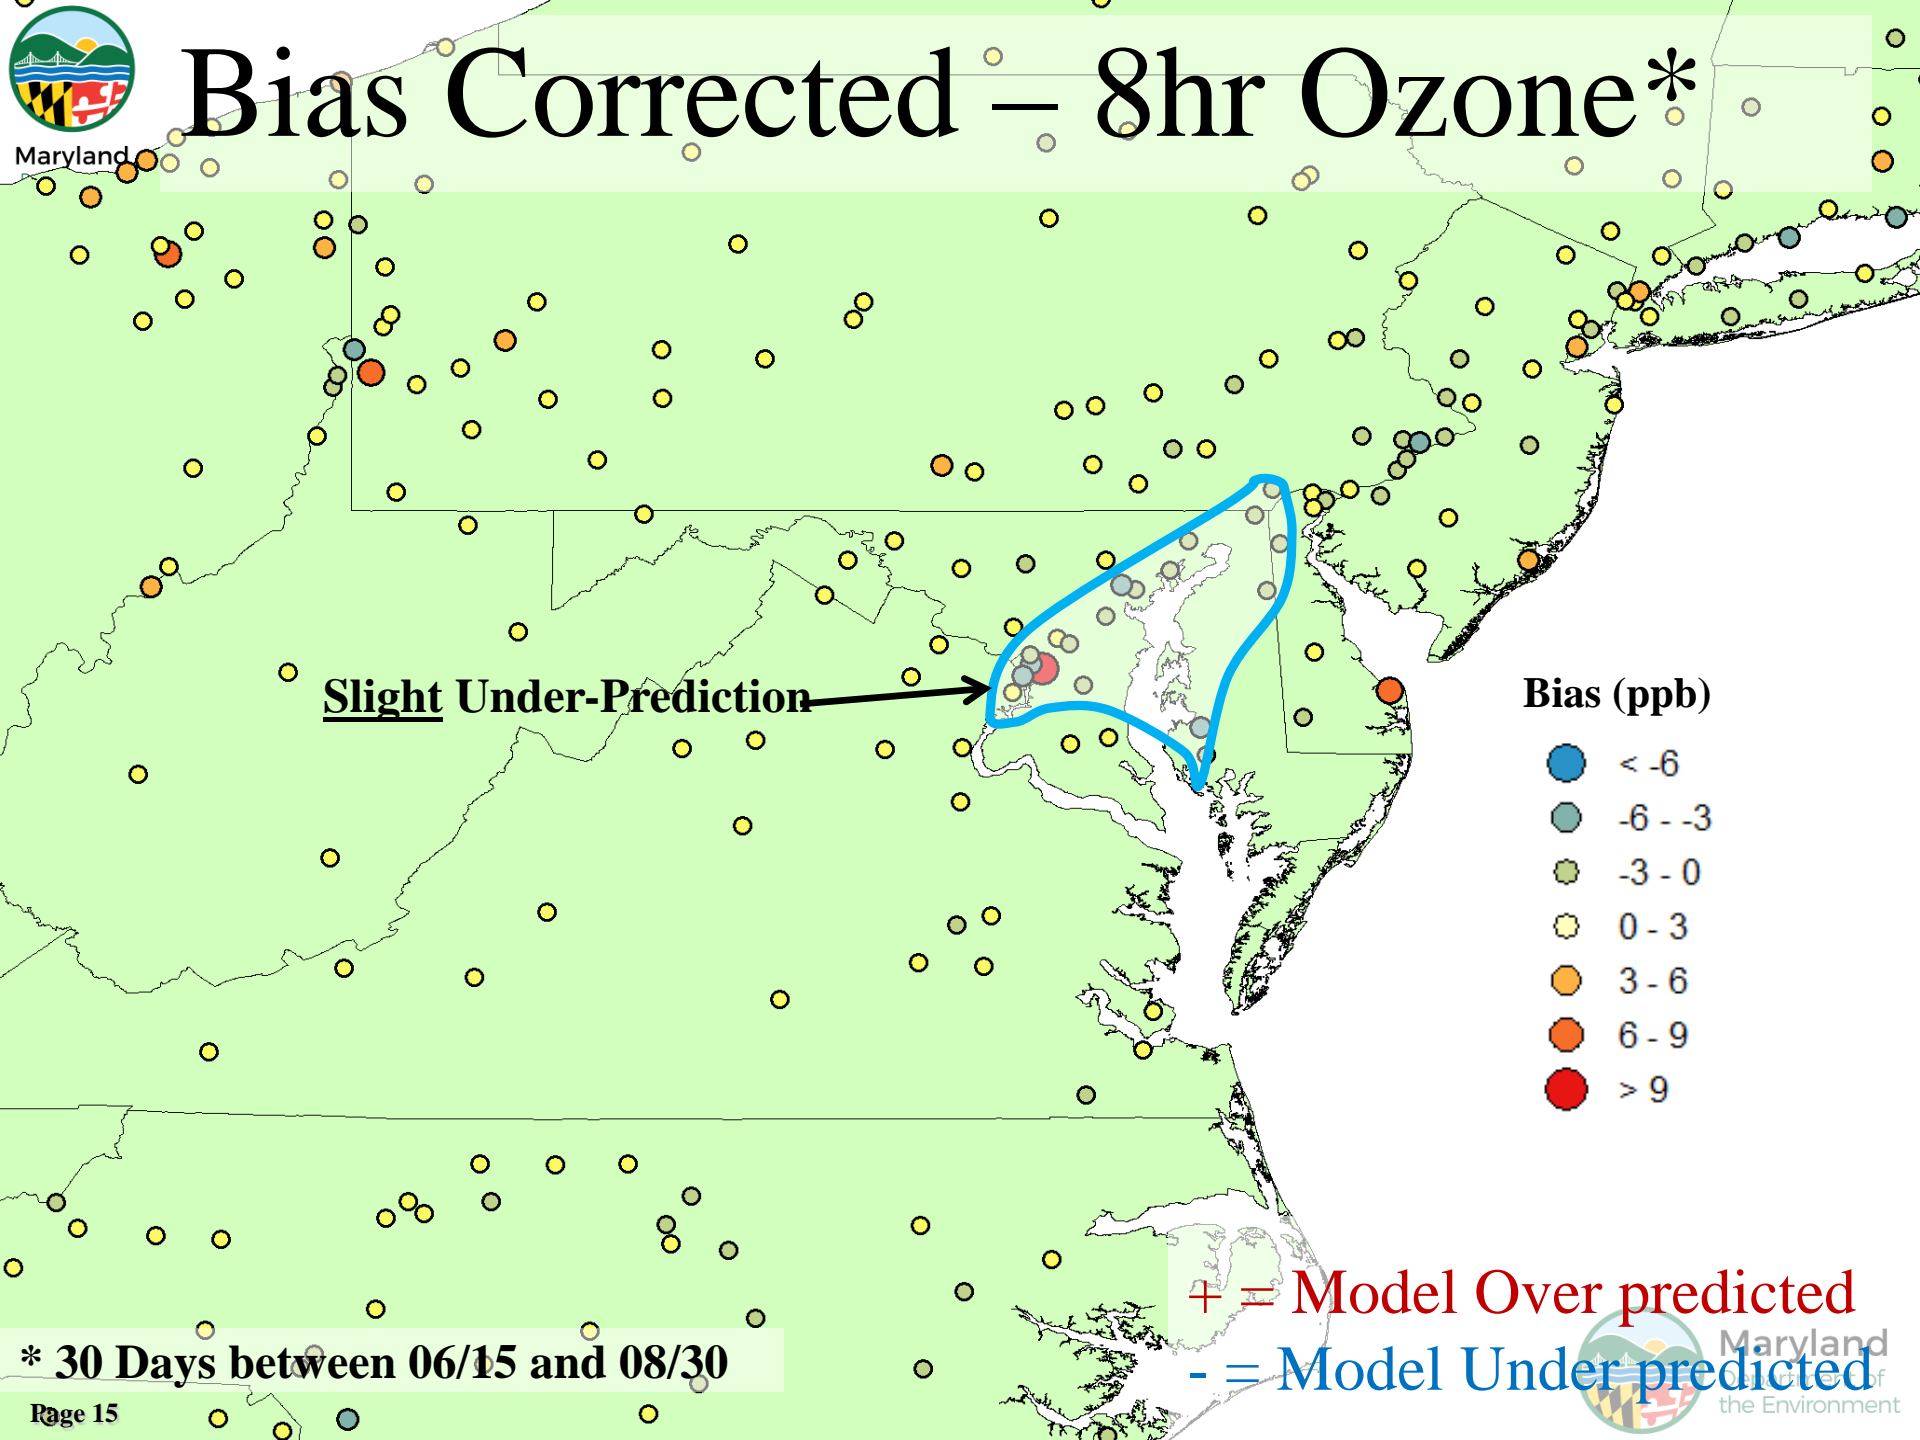 Bias Corrected – 8hr Ozone*
Maryland
Slight Under-Prediction
Bias (ppb)
< -6
-6 - -3
-3 - 0
0 - 3
3 - 6
6 - 9
> 9
+ = Model Over predicted
- = Model Under predicted
Maryland
Department of
the Environment
* 30 Days between 06/15 and 08/30
Page 15